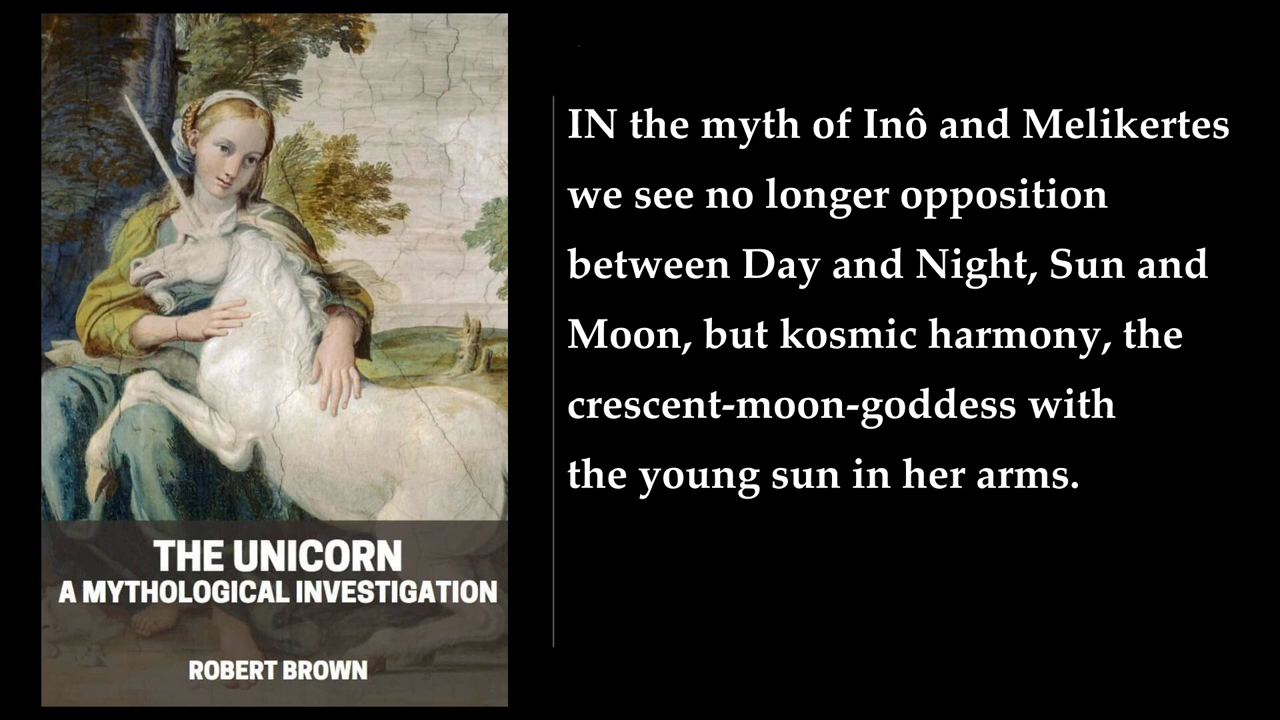 THE UNICORN
A MYTHOLOGICAL INVESTIGATION
ROBERT BROWN
IN the myth of Inô and Melikertes
we see no longer opposition
between Day and Night, Sun and
Moon, but kosmic harmony, the
crescent-moon-goddess with
the young sun in her arms.